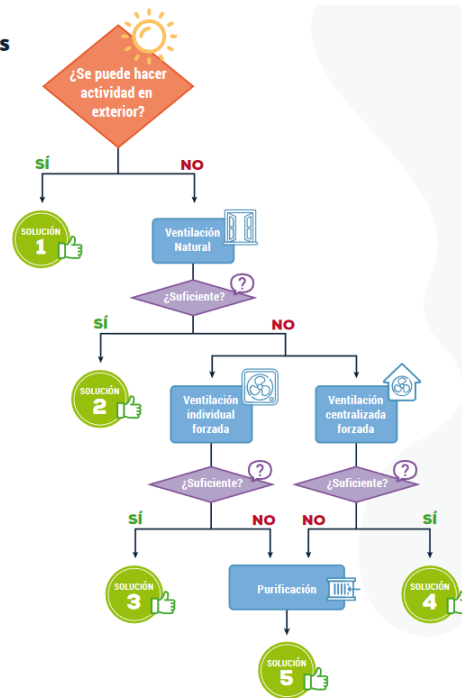 s
¿Se puede hacer
actividad en
exterior?
SÍ
NO
SOLUCIÓN
1
Ventilación
Natural
¿Suficiente?
?
SÍ
NO
SOLUCIÓN
2
Ventilación
individual
forzada
Ventilación
centralizada
forzada
¿Suficiente?
?
¿Suficiente?
?
SÍ
NO
NO
SÍ
SOLUCIÓN
3
Purificación
SOLUCIÓN
4
SOLUCIÓN
5